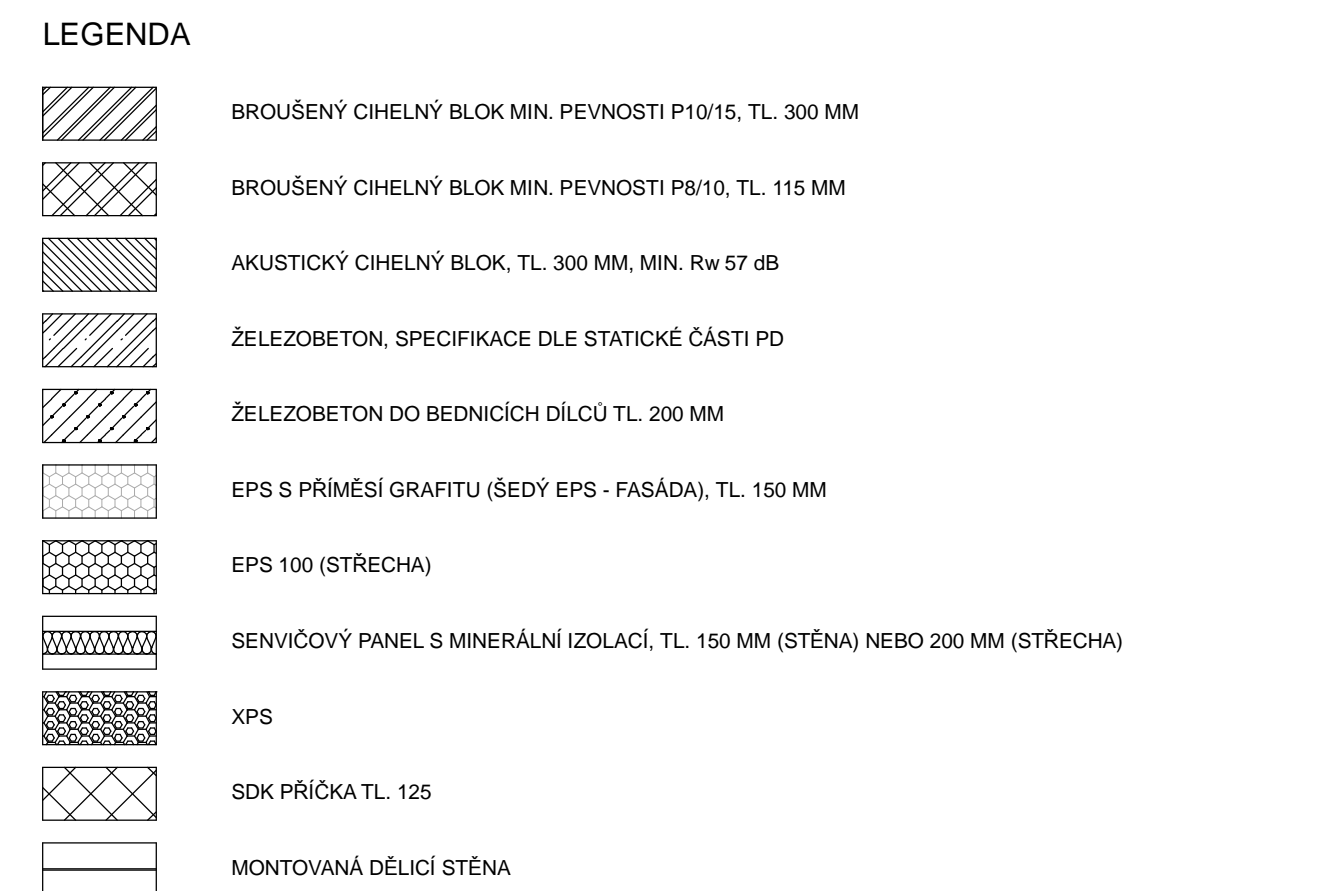 LEGENDA
BROUŠENÝ CIHELNÝ BLOK MIN. PEVNOSTI P10/15, TL. 300 MM
BROUŠENÝ CIHELNÝ BLOK MIN. PEVNOSTI P8/10, TL. 115 MM
AKUSTICKÝ CIHELNÝ BLOK, TL. 300 MM, MIN. Rw 57 dB
ŽELEZOBETON, SPECIFIKACE DLE STATICKÉ ČÁSTI PD
ŽELEZOBETON DO BEDNICÍCH DÍLCŮ TL. 200 MM
EPS S PŘÍMĚSÍ GRAFITU (ŠEDÝ EPS - FASÁDA), TL. 150 MM
EPS 100 (STŘECHA)
SENVIČOVÝ PANEL S MINERÁLNÍ IZOLACÍ, TL. 150 MM (STĚNA) NEBO 200 MM (STŘECHA)
XPS
SDK PŘÍČKA TL. 125
MONTOVANÁ DĚLICÍ STĚNA